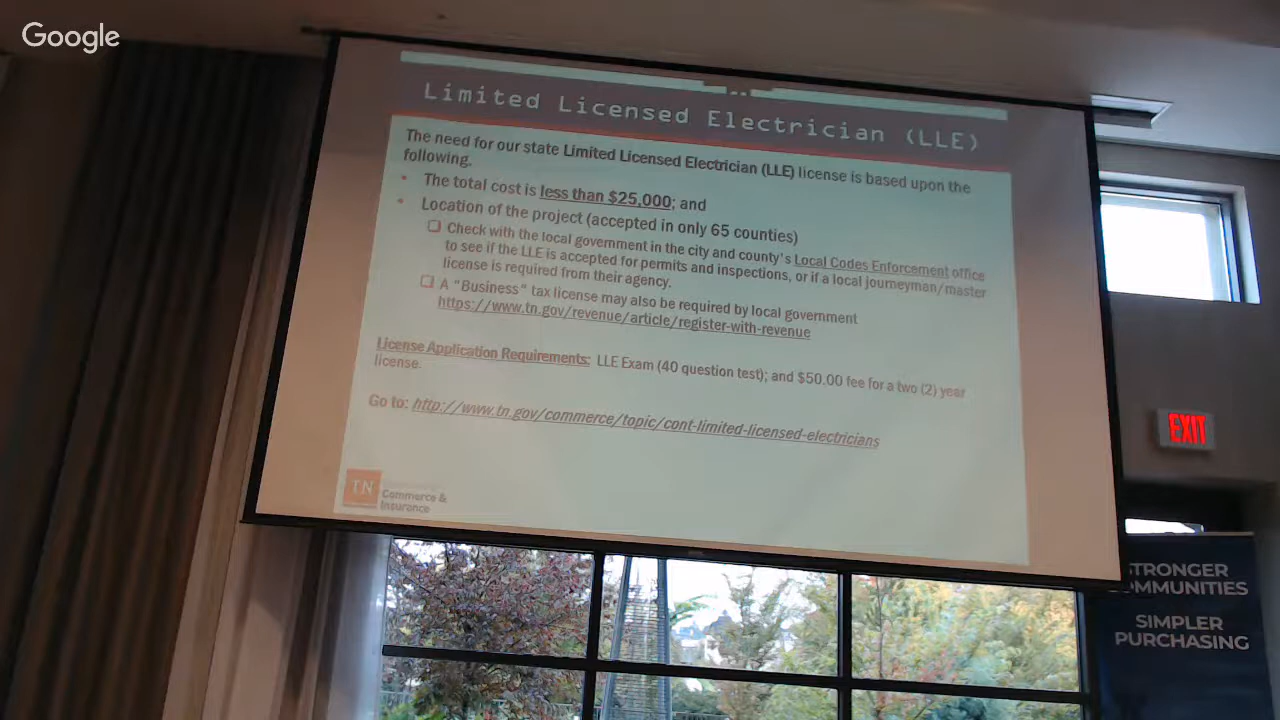 Google
Limited Licensed Electrician (LLE)
The need for our state Limited Licensed Electrician (LLE) license is based upon the
following.
• The total cost is less than $25,000; and
• Location of the project (accepted in only 65 counties)
❑ Check with the local government in the city and county's Local Codes Enforcement office
to see if the LLE is accepted for permits and inspections, or if a local journeyman/master
license is required from their agency.
❑ A "Business" tax license may also be required by local government
https://www.tn.gov/revenue/article/register-with-revenue
License Application Requirements: LLE Exam (40 question test); and $50.00 fee for a two (2) year
license.
Go to: http://www.tn.gov/commerce/topic/cont-limited-licensed-electricians
TN
Commerce &
Insurance
EXIT
STRONGER
COMMUNITIES
SIMPLER
PURCHASING